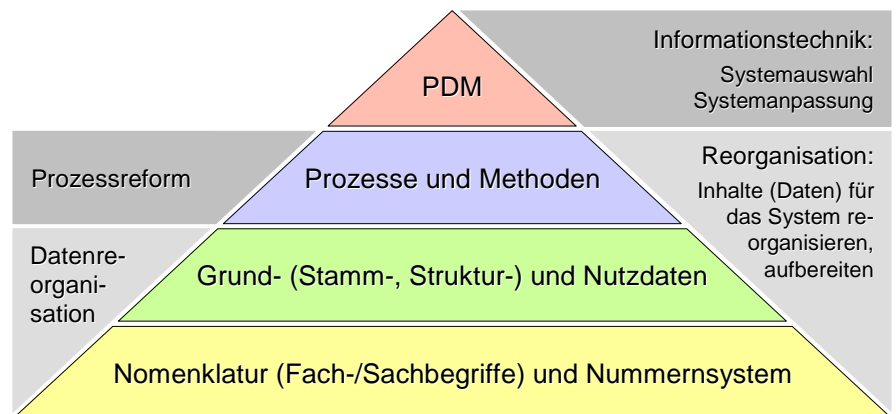 Informationstechnik:
Systemauswahl
Systemanpassung
PDM
Prozessreform
Prozesse und Methoden
Reorganisation:
Inhalte (Daten) für
das System re-
organisieren,
aufbereiten
Datenre-
organi-
sation
Grund- (Stamm-, Struktur-) und Nutzdaten
Nomenklatur (Fach-/Sachbegriffe) und Nummernsystem